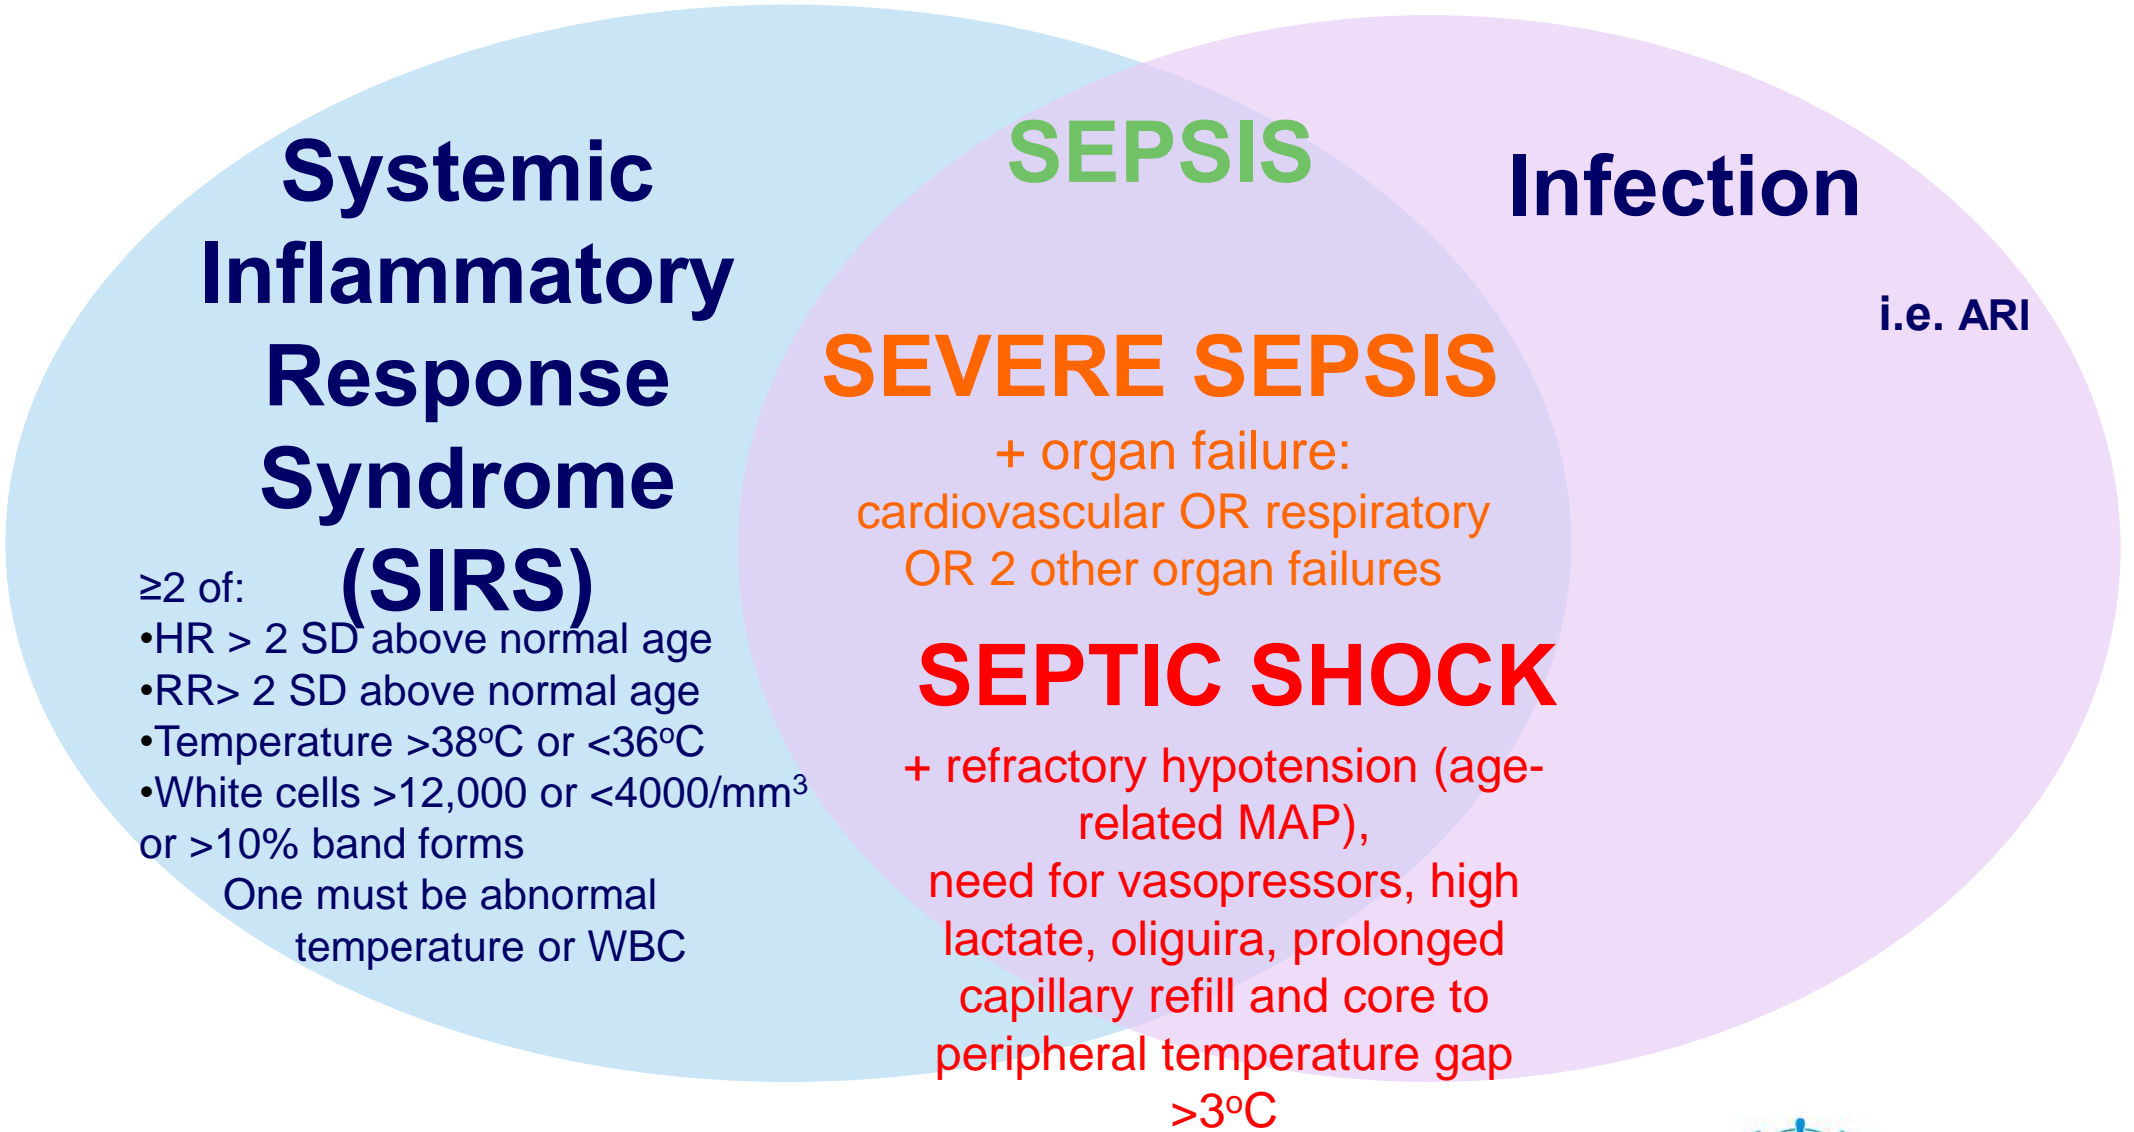 Systemic
Inflammatory
Response
Syndrome
(SIRS)
≥2 of:
•HR > 2 SD above normal age
•RR> 2 SD above normal age
•Temperature >38ºC or <36ºC
•White cells >12,000 or <4000/mm³
or >10% band forms
One must be abnormal
temperature or WBC
SEPSIS
SEVERE SEPSIS
+ organ failure:
cardiovascular OR respiratory
OR 2 other organ failures
SEPTIC SHOCK
+ refractory hypotension (age-
related MAP),
need for vasopressors, high
lactate, oliguira, prolonged
capillary refill and core to
peripheral temperature gap
>3ºC
Infection
i.e. ARI